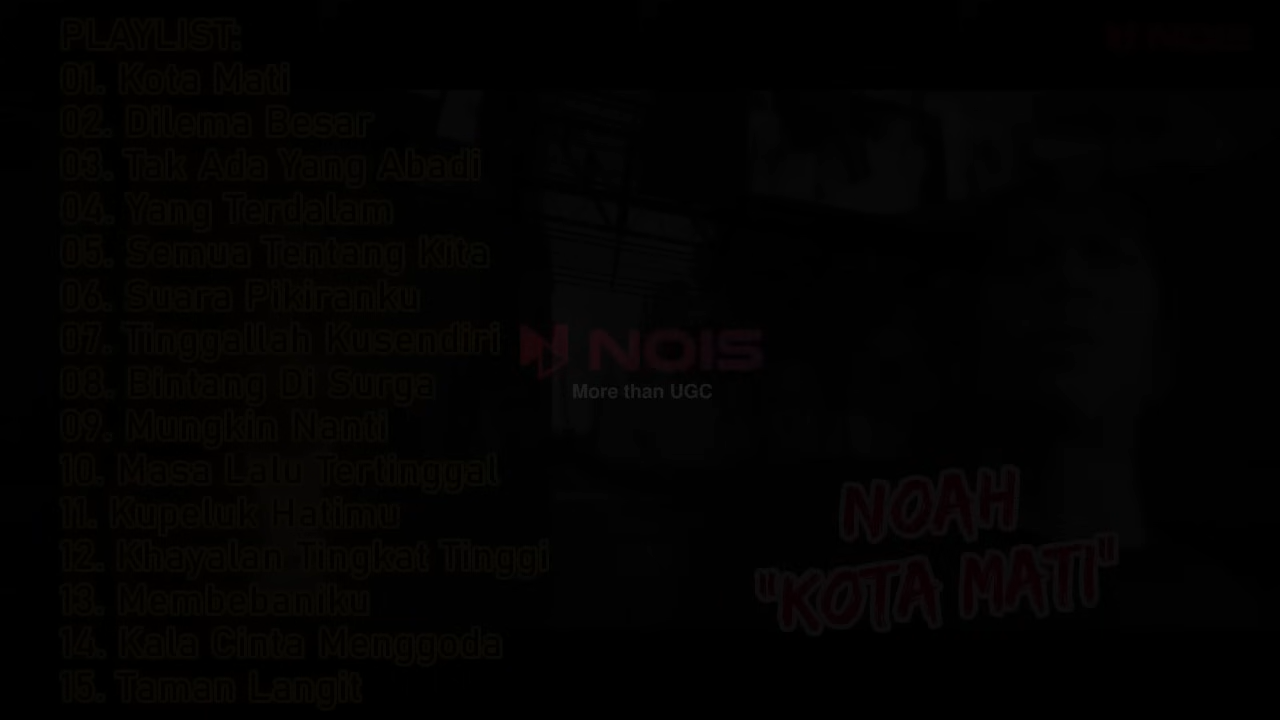 PLAYLIST:
01. Kota Mati
02. Dilema Besar
03. Tak Ada Yang Abadi
04. Yang Terdalam
05. Semua Tentang Kita
06. Suara Pikiranku
07. Tinggallah Kusendiri
08. Bintang Di Surga
09. Mungkin Nanti
10. Masa Lalu Tertinggal
11. Kupeluk Hatimu
12. Khayalan Tingkat Tinggi
13. Membebaniku
14. Kala Cinta Menggoda
15. Taman Langit
NOIS
NOIS
More than UGC
NOAH
"KOTA MATI"